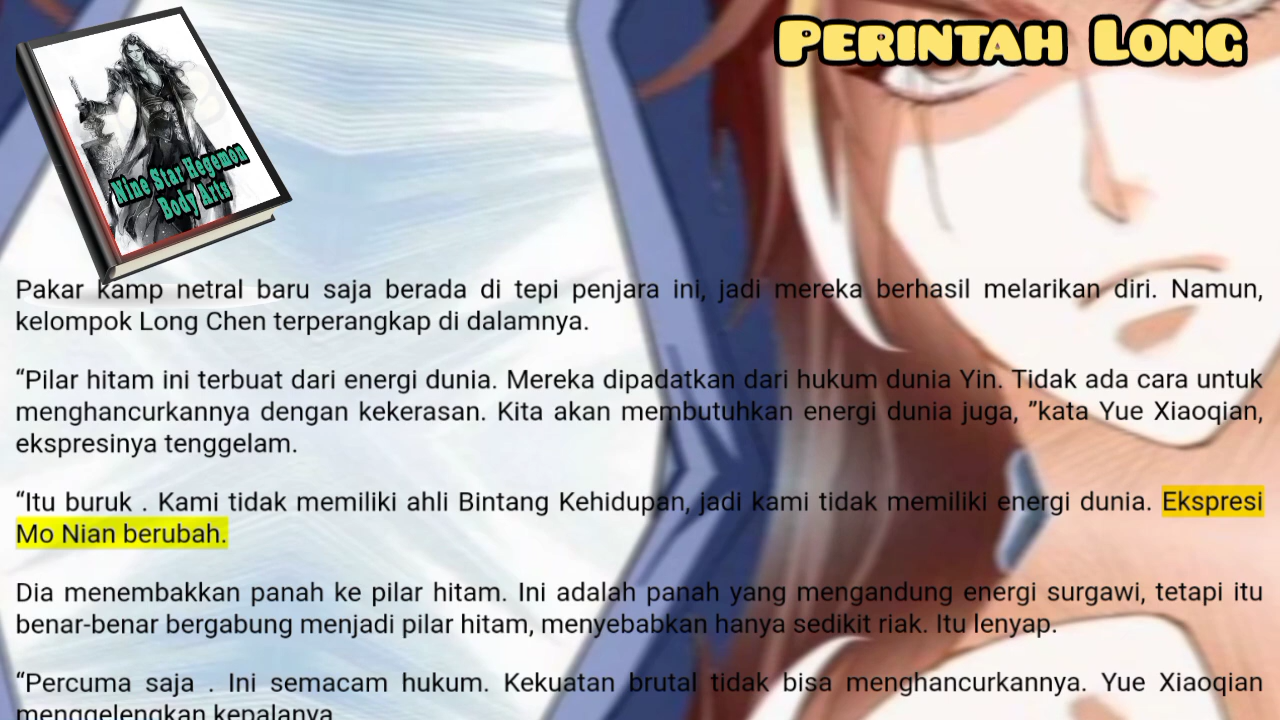 PERINTAH LONG
Nine Star Hegemon
Body Arts
Pakar kamp netral baru saja berada di tepi penjara ini, jadi mereka berhasil melarikan diri. Namun,
kelompok Long Chen terperangkap di dalamnya.
“Pilar hitam ini terbuat dari energi dunia. Mereka dipadatkan dari hukum dunia Yin. Tidak ada cara untuk
menghancurkannya dengan kekerasan. Kita akan membutuhkan energi dunia juga, ”kata Yue Xiaoqian,
ekspresinya tenggelam.
“Itu buruk . Kami tidak memiliki ahli Bintang Kehidupan, jadi kami tidak memiliki energi dunia. Ekspresi
Mo Nian berubah.
Dia menembakkan panah ke pilar hitam. Ini adalah panah yang mengandung energi surgawi, tetapi itu
benar-benar bergabung menjadi pilar hitam, menyebabkan hanya sedikit riak. Itu lenyap.
“Percuma saja . Ini semacam hukum. Kekuatan brutal tidak bisa menghancurkannya. Yue Xiaoqian
menggelengkan kepalanya